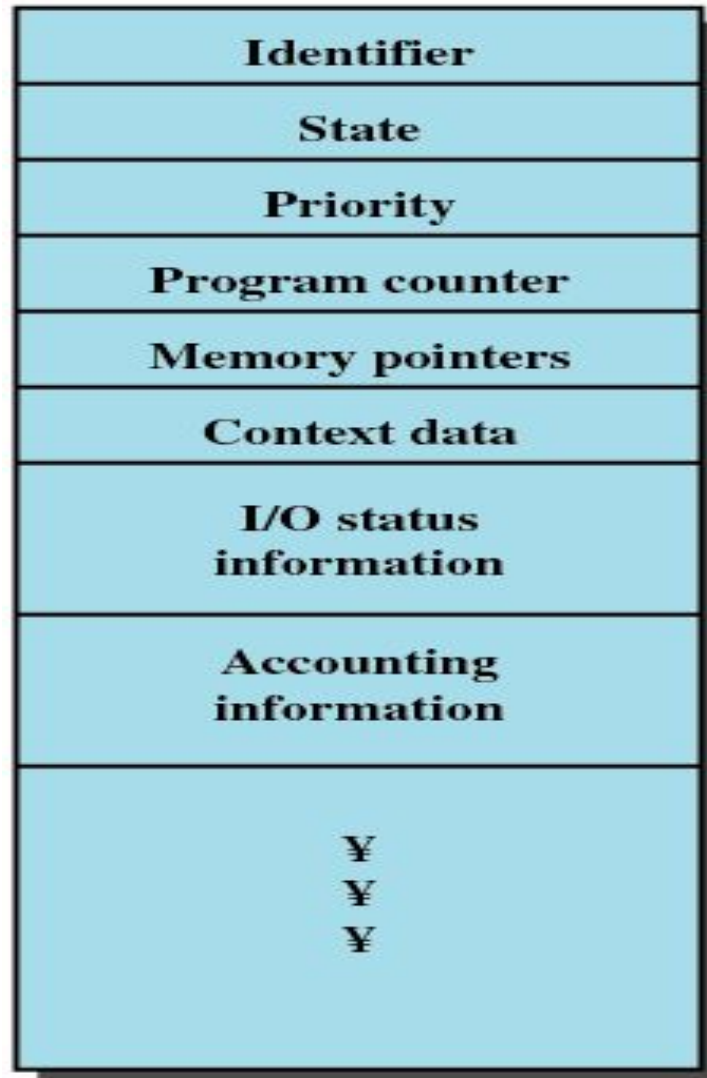 Identifier
State
Priority
Program counter
Memory pointers
Context data
I/O status
information
Accounting
information
¥
¥
¥